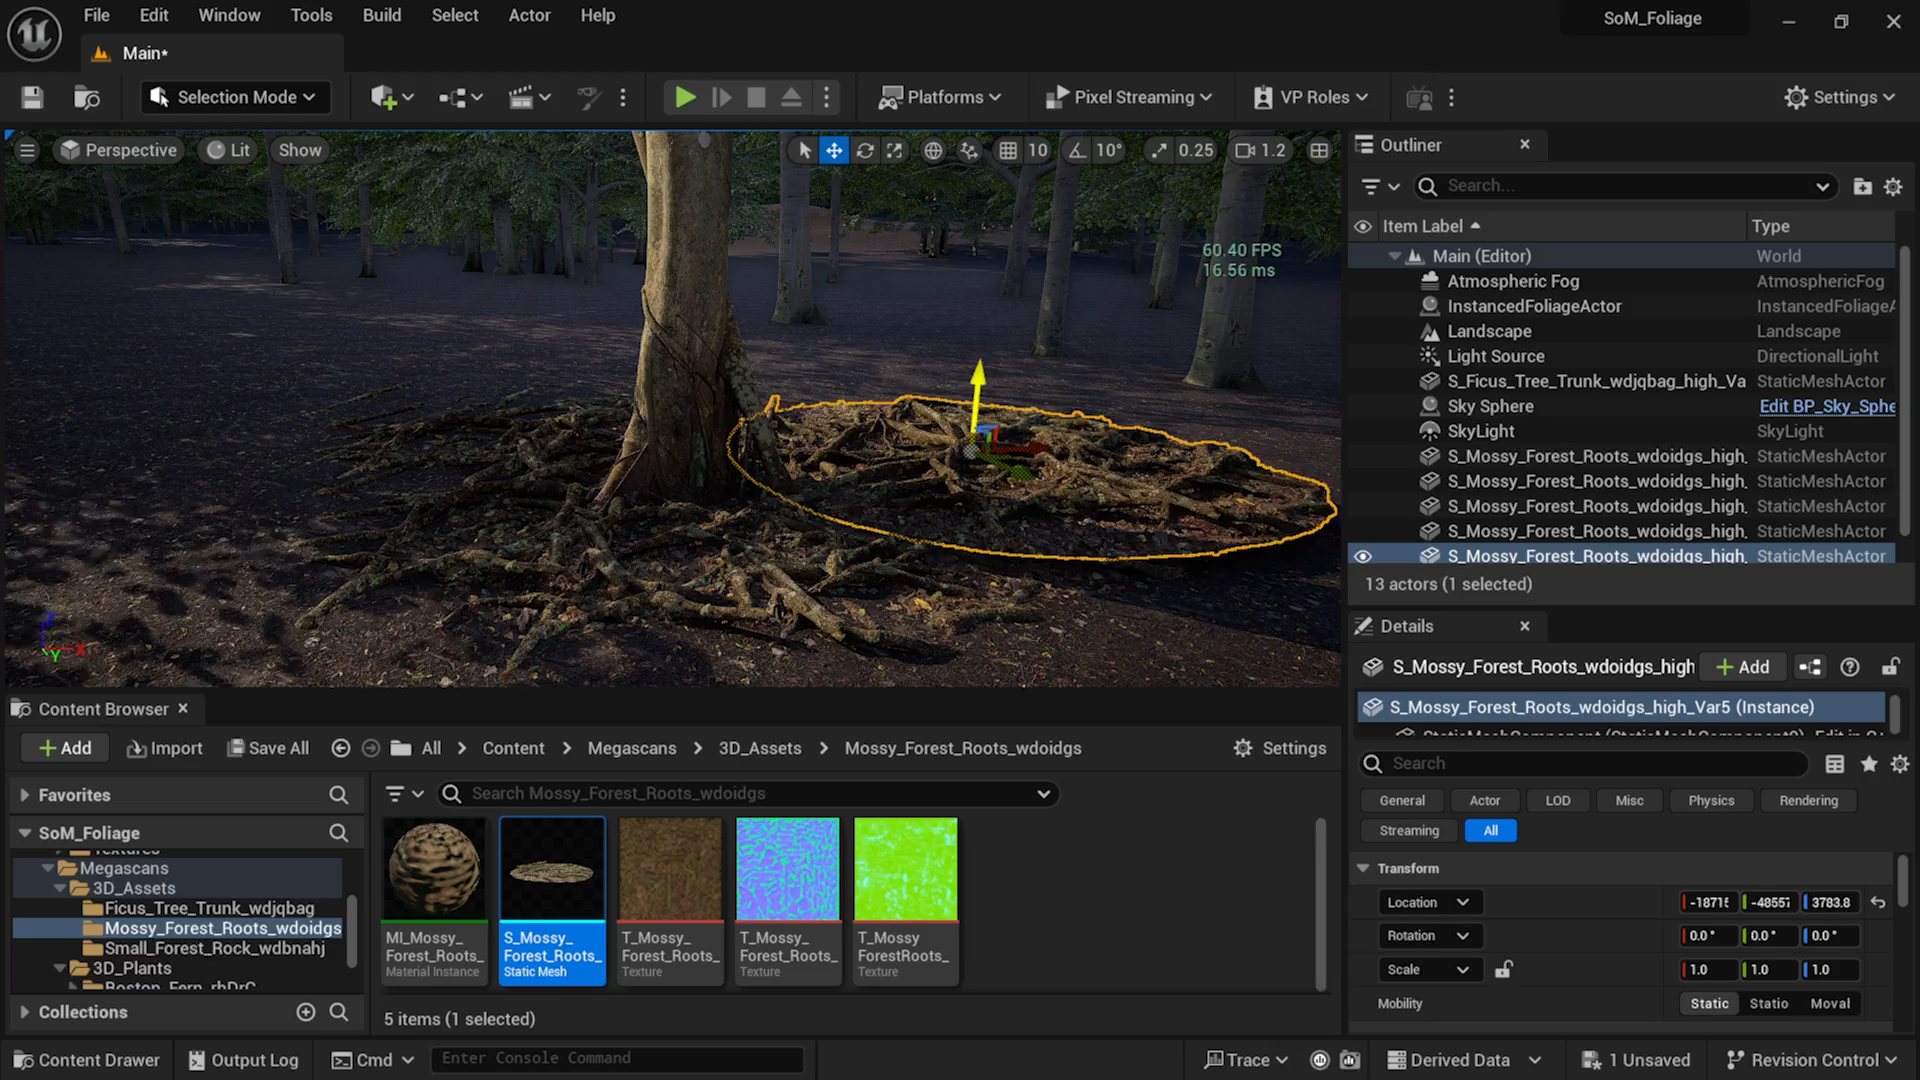 File Edit Window Tools Build Select Actor Help
SoM_Foliage
Main*
Selection Mode
Platforms
Pixel Streaming
VP Roles
Settings
Perspective Lit Show
10 10° 0.25 1.2
60.40 FPS
16.56 ms
X
Y
Outliner
Search...
Item Label Type
Main (Editor) World
Atmospheric Fog AtmosphericFog
InstancedFoliageActor InstancedFoliageA
Landscape Landscape
Light Source DirectionalLight
S_Ficus_Tree_Trunk_wdjqbag_high_Va StaticMeshActor
Sky Sphere Edit BP_Sky_Sphe
SkyLight SkyLight
S_Mossy_Forest_Roots_wdoidgs_high. StaticMeshActor
S_Mossy_Forest_Roots_wdoidgs_high. StaticMeshActor
S_Mossy_Forest_Roots_wdoidgs_high. StaticMeshActor
S_Mossy_Forest_Roots_wdoidgs_high. StaticMeshActor
S_Mossy_Forest_Roots_wdoidgs_high. StaticMeshActor
13 actors (1 selected)
Details
S_Mossy_Forest_Roots_wdoidgs_high
Add
S_Mossy_Forest_Roots_wdoidgs_high_Var5 (Instance)
Search
General Actor LOD Misc Physics Rendering
Streaming All
Transform
Location -18715 -48557 3783.8
Rotation 0.0° 0.0° 0.0°
Scale 1.0 1.0 1.0
Mobility Static Statio Moval
Content Browser
Add Import Save All All Content Megascans 3D_Assets Mossy_Forest_Roots_wdoidgs Settings
Favorites
SoM_Foliage
Textures
Megascans
3D_Assets
Ficus_Tree_Trunk_wdjqbag
Mossy_Forest_Roots_wdoidgs
Small_Forest_Rock_wdbnahj
3D_Plants
Collections
Search Mossy_Forest_Roots_wdoidgs
MI_Mossy_
Forest_Roots_
Material Instance
S_Mossy_
Forest_Roots_
Static Mesh
T_Mossy_
Forest_Roots_
Texture
T_Mossy_
Forest_Roots_
Texture
T_Mossy
ForestRoots_
Texture
5 items (1 selected)
Content Drawer Output Log Cmd Enter Console Command Trace Derived Data 1 Unsaved Revision Control